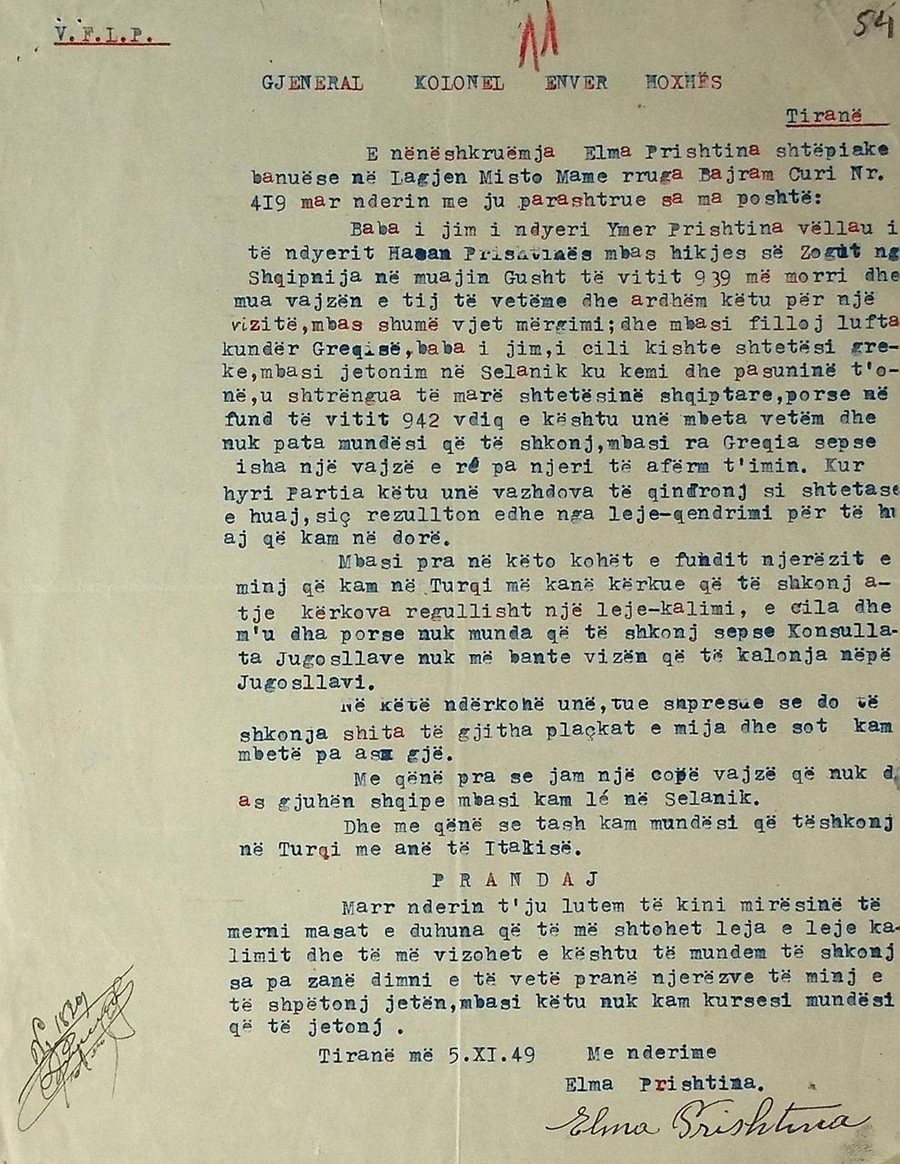 V.F.L.P.
54
GJENERAL KOLONEL ENVER HOXHËS
Tiranë
E nënëshkruëmja Elma Prishtina shtëpiake
banuëse në Lagjen Misto Mame rruga Bajram Curi Nr.
419 mar nderin me ju parashtrue sa ma poshtë:
Baba i jim i ndyeri Ymer Prishtina vëllau i
të ndyerit Hasan Prishtinës mbas hikjes së Zogut ng
Shqipnija në muajin Gusht të vitit 939 më morri dhe
mua vajzën e tij të vetëme dhe ardhëm këtu për një
vizitë,mbas shumë vjet mërgimi;dhe mbasi filloj lufta
kundër Greqisë,baba i jim,i cili kishte shtetësi gre-
ke,mbasi jetonim në Selanik ku kemi dhe pasuninë t'o-
në,u shtrëngua të marë shtetësinë shqiptare,porse në
fund të vitit 942 vdiq e kështu unë mbeta vetëm dhe
nuk pata mundësi që të shkonj,mbasi ra Greqia sepse
isha një vajzë e ré pa njeri të afërm t'imin. Kur
hyri Partia këtu unë vazhdova të qindronj si shtetase
e huaj,siç rezullton edhe nga leje-qendrimi për të hu
aj që kam në dorë.
Mbasi pra në këto kohët e fundit njerëzit e
minj që kam në Turqi më kanë kërkue që të shkonj a-
tje kërkova regullisht një leje-kalimi, e cila dhe
m'u dha porse nuk munda që të shkonj sepse Konsulla-
ta Jugosllave nuk më bante vizën që të kalonja nëpë
Jugosllavi.
Në këtë ndërkohë unë,tue shpresue se do të
shkonja shita të gjitha plaçkat e mija dhe sot kam
mbetë pa asn gjë.
Me qënë pra se jam një copë vajzë që nuk d
as gjuhën shqipe mbasi kam lé në Selanik.
Dhe me qënë se tash kam mundësi që tëshkonj
në Turqi me anë të Italisë.
P R A N D A J
Marr nderin t'ju lutem të kini mirësinë të
merni masat e duhuna që të më shtohet leja e leje ka-
limit dhe të më vizohet e kështu të mundem të shkonj
sa pa zanë dimni e të vetë pranë njerëzve të minj e
të shpëtonj jetën,mbasi këtu nuk kam kursesi mundësi
që të jetonj .
Tiranë më 5.XI.49 Me nderime
Elma Prishtina.
Elma Prishtina